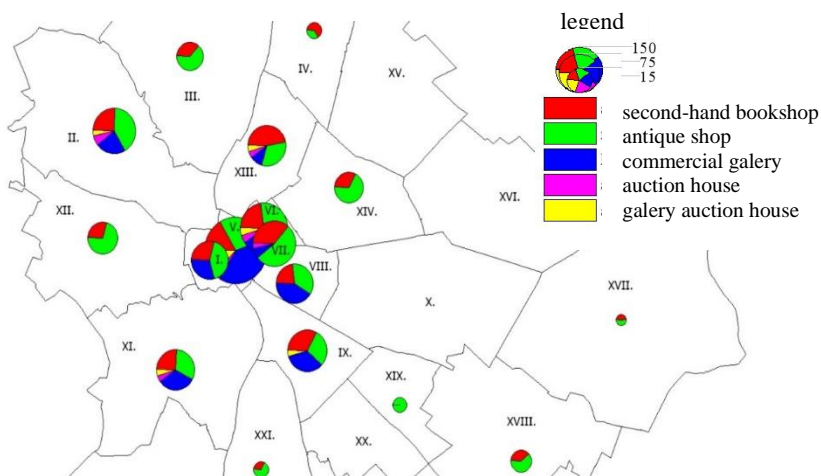 legend
150
75
15
second-hand bookshop
antique shop
commercial galery
auction house
galery auction house
IV.
XV.
III.
II.
XIII.
XIV.
XVI.
XII.
VI.
V.
VII.
I.
VIII.
XVII.
X.
XI.
IX.
XIX.
XVIII.
XXI.
XX.